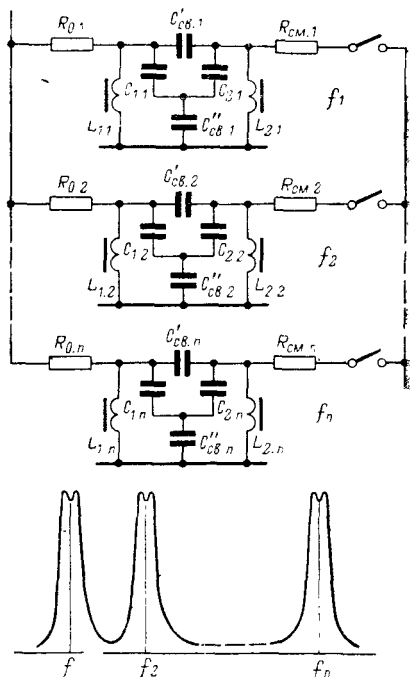 C'св.1
R0.1
Rсм.1
C1.1
C3.1
f1
L1.1
C"св.1
L2.1
C'св.2
R0.2
Rсм.2
C1.2
C2.2
f2
L1.2
C"св.2
L2.2
C'св.n
R0.n
Rсм.n
C1.n
C2.n
fn
L1.n
C"св.n
L2.n
f
f2
fn